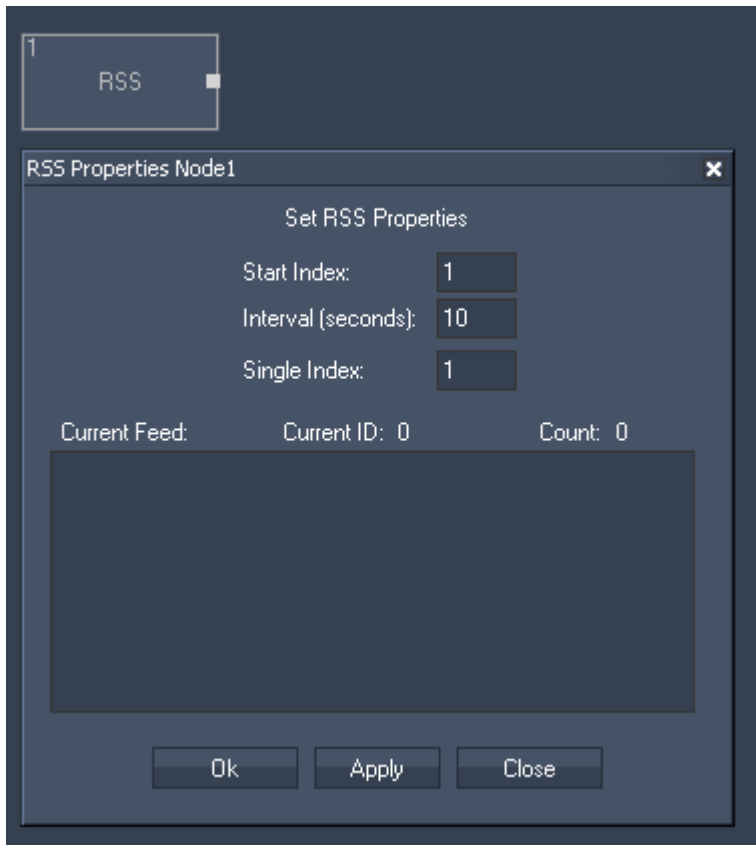 1
RSS
RSS Properties Node1
Set RSS Properties
Start Index: 1
Interval (seconds): 10
Single Index: 1
Current Feed: Current ID: 0 Count: 0
Ok Apply Close